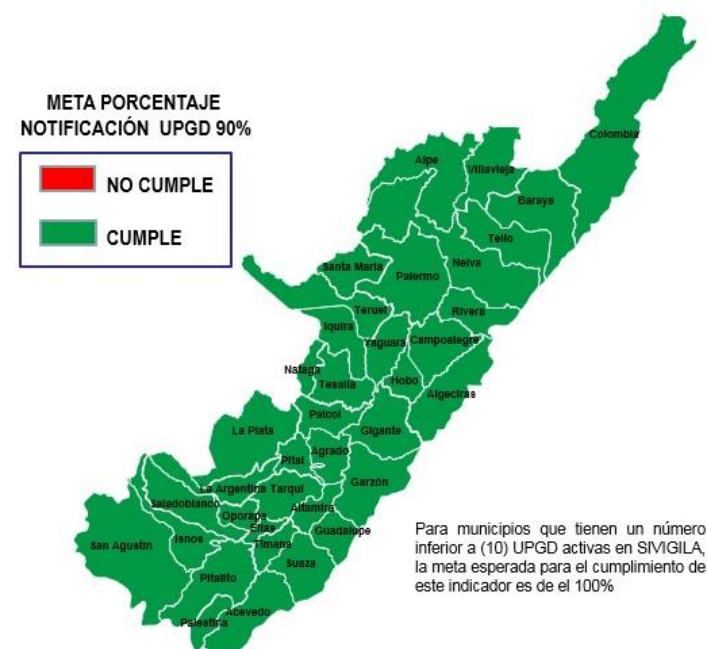 META PORCENTAJE
NOTIFICACIÓN UPGD 90%
NO CUMPLE
CUMPLE
Colombia
Aipe
Villavieja
Baraya
Tello
Neiva
Santa Maria
Palermo
Teruel
Rivera
Iquira
Yaguara
Campoalegre
Nataga
Tesalia
Hobo
Algeciras
Paicol
La Plata
Gigante
Pital
Agrado
Garzón
La Argentina
Tarqui
Saladoblanco
Altamira
Oporapa
Elias
Guadalupe
San Agustin
Isnos
Timana
Suaza
Pitalito
Acevedo
Palestina
Para municipios que tienen un número
inferior a (10) UPGD activas en SIVIGILA,
la meta esperada para el cumplimiento de
este indicador es de el 100%